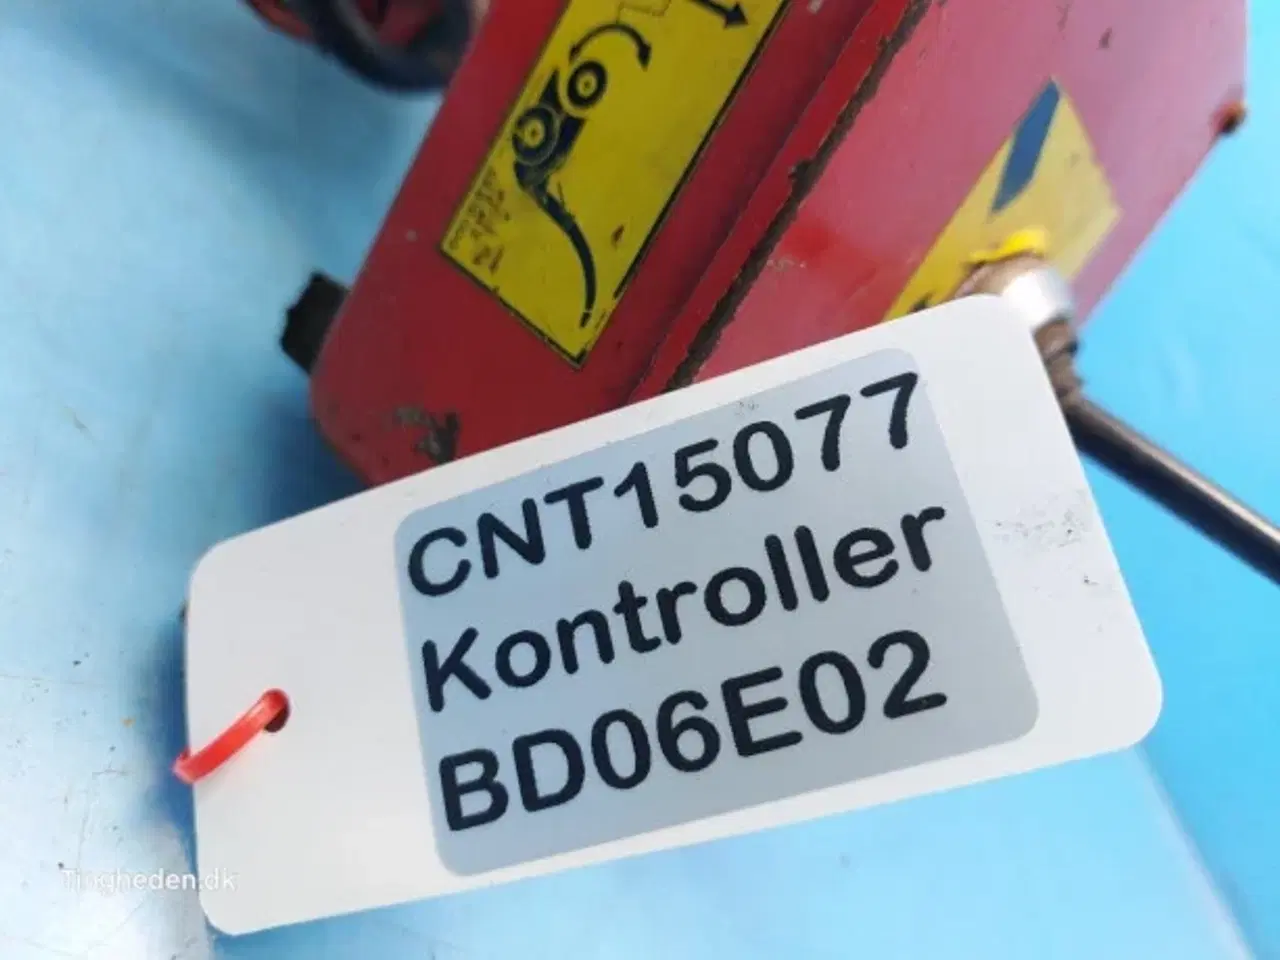 CNT15077
Kontroller
BD06E02
Tingheden.dk